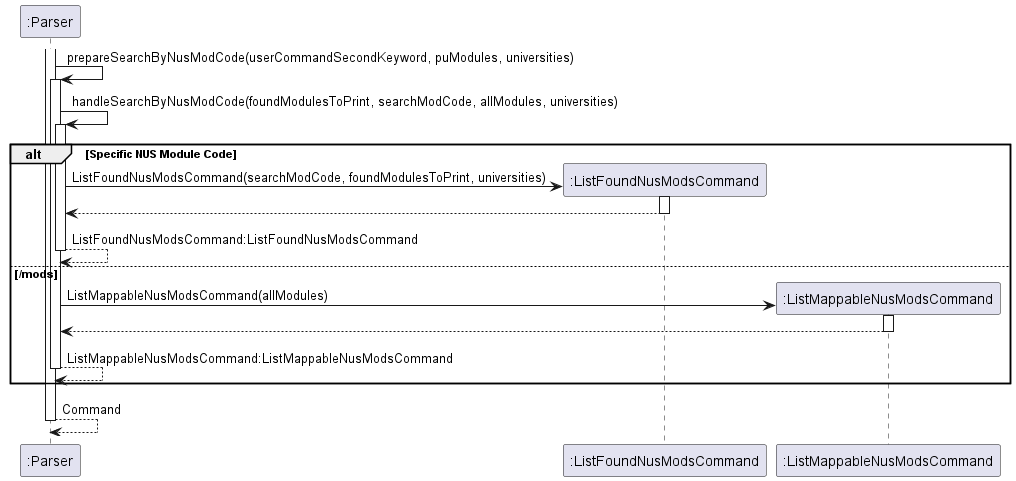 :Parser
prepareSearchByNusModCode(userCommandSecondKeyword, puModules, universities)
handleSearchByNusModCode(foundModulesToPrint, searchModCode, allModules, universities)
alt [Specific NUS Module Code]
ListFoundNusModsCommand(searchModCode, foundModulesToPrint, universities) :ListFoundNusModsCommand
ListFoundNusModsCommand:ListFoundNusModsCommand
[/mods]
ListMappableNusModsCommand(allModules) :ListMappableNusModsCommand
ListMappableNusModsCommand:ListMappableNusModsCommand
Command
:Parser :ListFoundNusModsCommand :ListMappableNusModsCommand